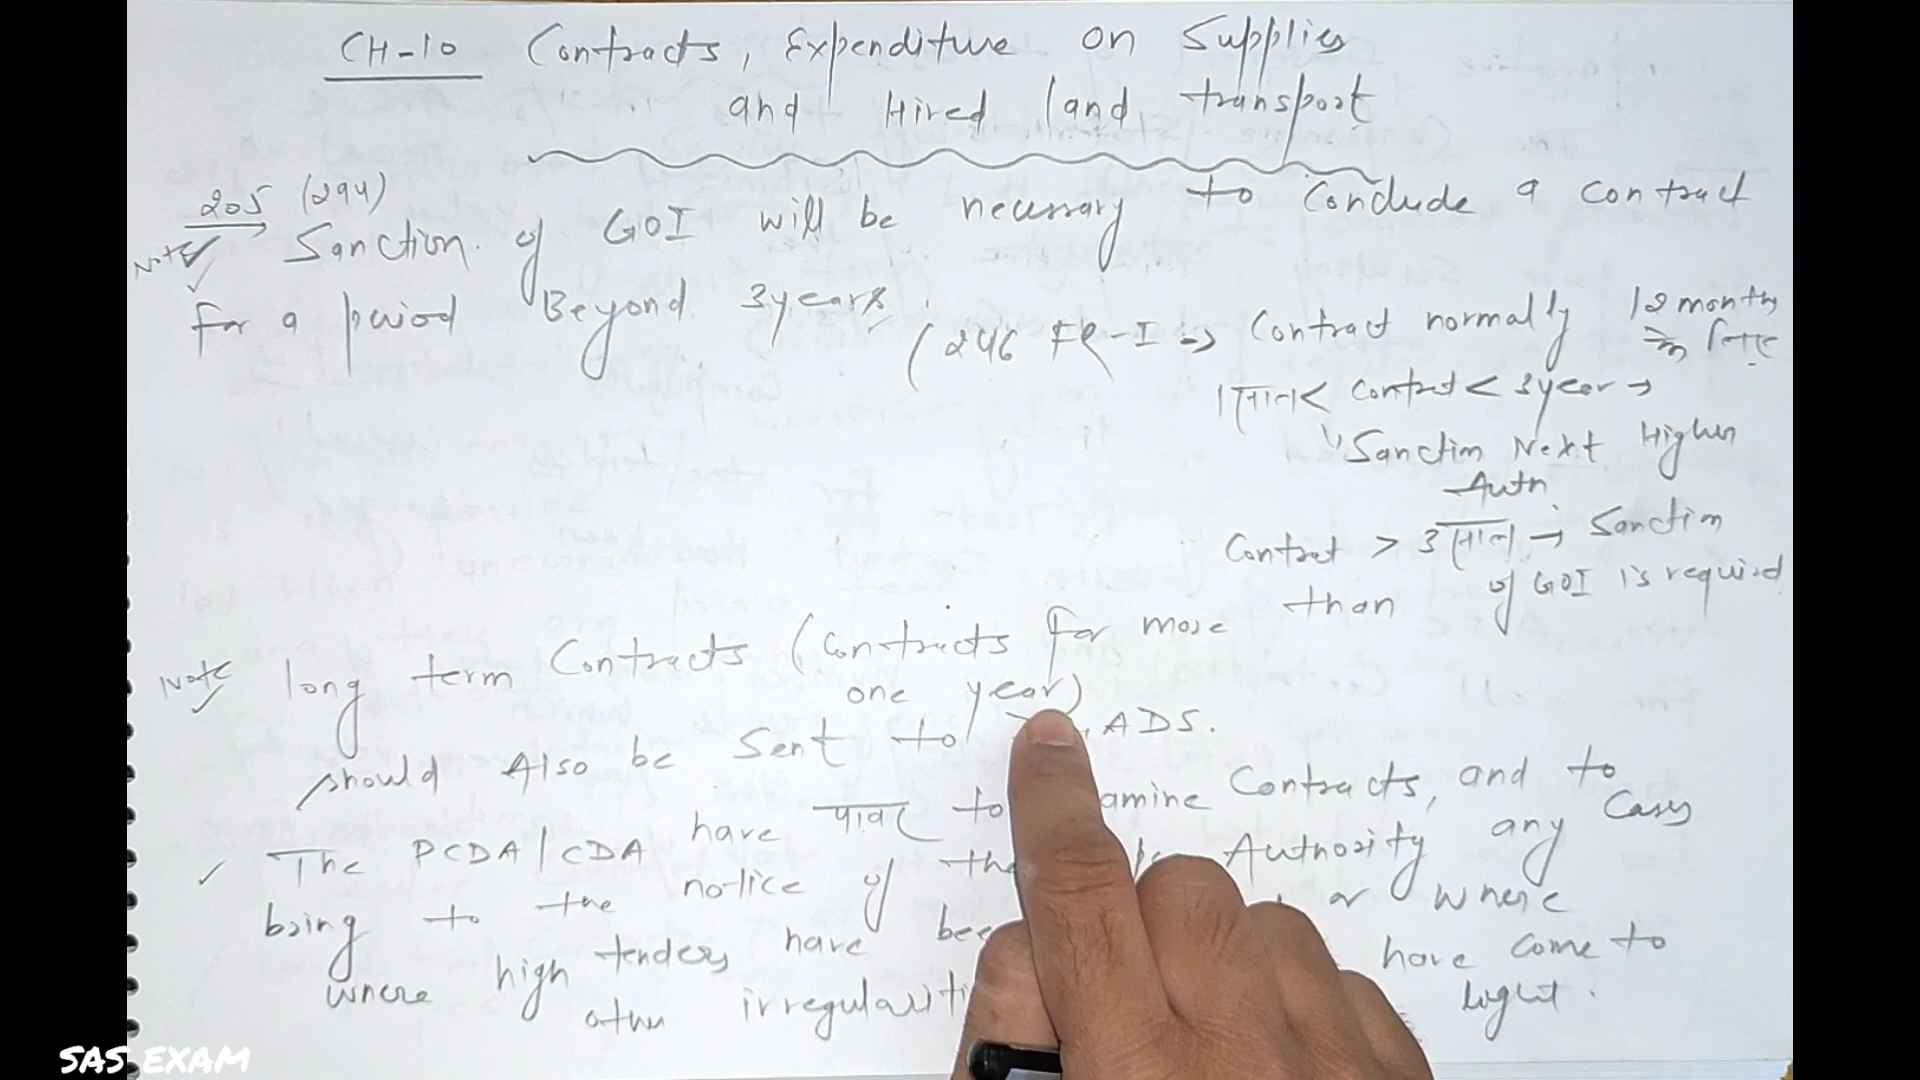 CH-10 Contracts, Expenditure on Supplies
and Hired land transport
205 (294)
Note Sanction of GOI will be necessary to Conclude a contract
for a period Beyond 3 years.
(246 FR-I => Contract normally 12 months
के लिए
1 साल < Contract < 3 year →
Sanction Next Higher
Auth.
Contract > 3 साल → Sanction
of GOI is required
Note long term Contracts (Contracts for more than
one year)
should Also be sent to ADS.
The PCDA/CDA have पावर to amine Contracts, and to
bring to the notice of the Authority any Cases
where high tenders have bee or where
other irregulariti have come to
light.
SAS EXAM